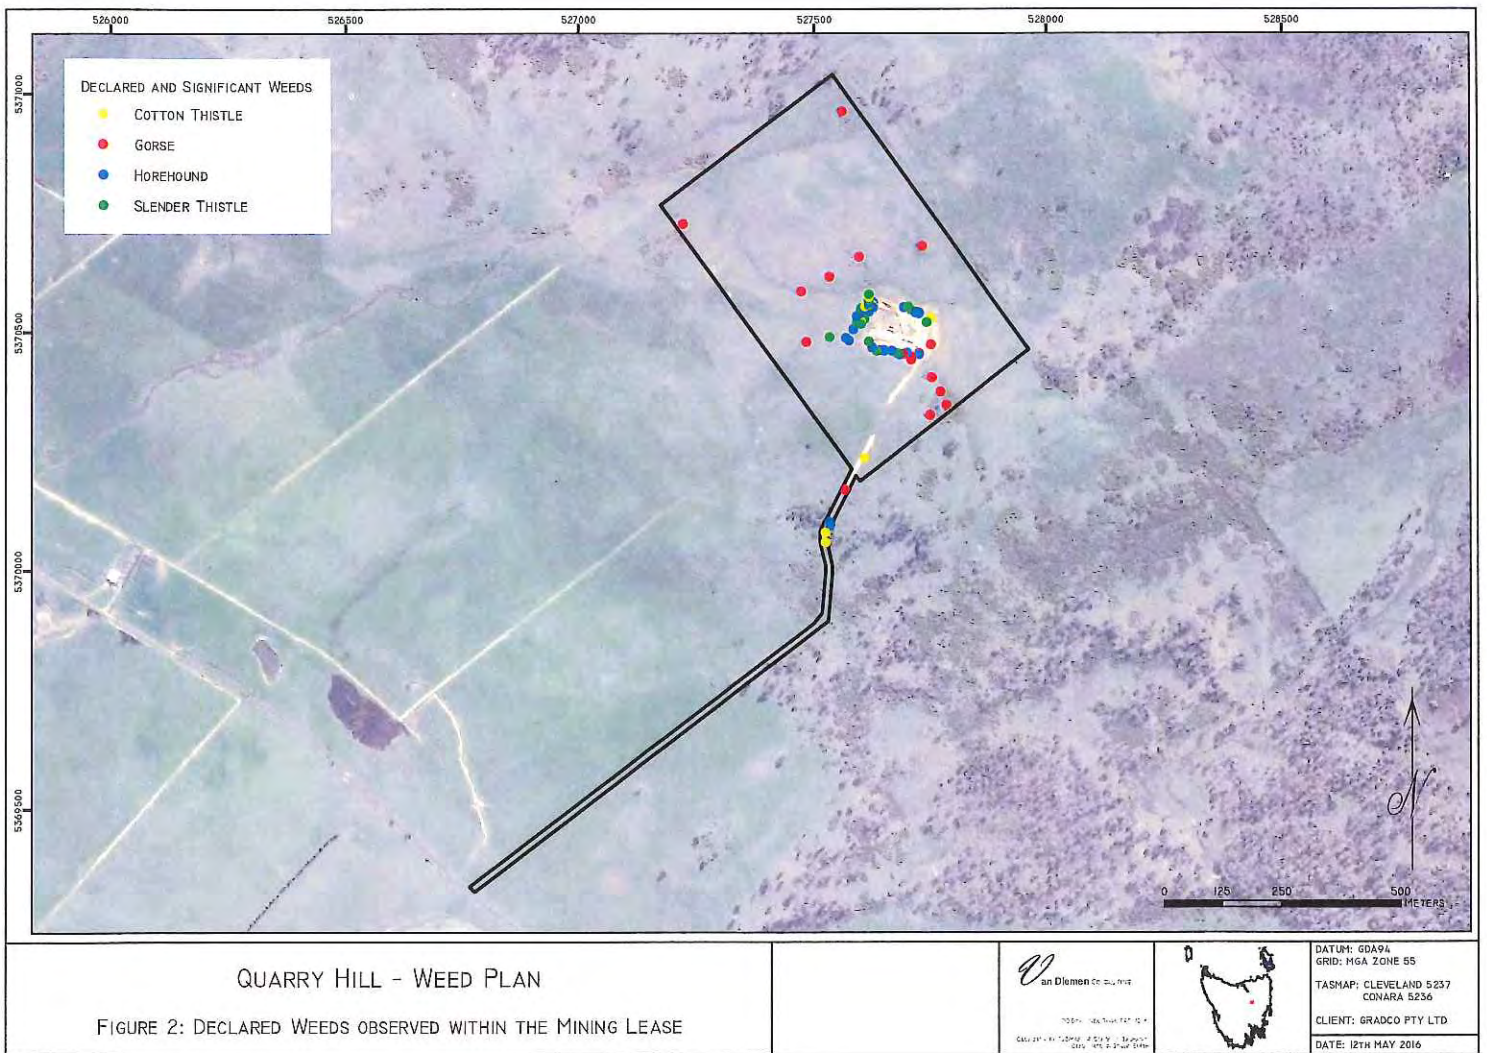 526000 526500 527000 527500 528000 528500
5371000
5370500
5370000
5369500
DECLARED AND SIGNIFICANT WEEDS
COTTON THISTLE
GORSE
HOREHOUND
SLENDER THISTLE
N
0 125 250 500
METERS
QUARRY HILL - WEED PLAN
FIGURE 2: DECLARED WEEDS OBSERVED WITHIN THE MINING LEASE
Van Diemen
DATUM: GDA94
GRID: MGA ZONE 55
TASMAP: CLEVELAND 5237
CONARA 5236
CLIENT: GRADCO PTY LTD
DATE: 12TH MAY 2016